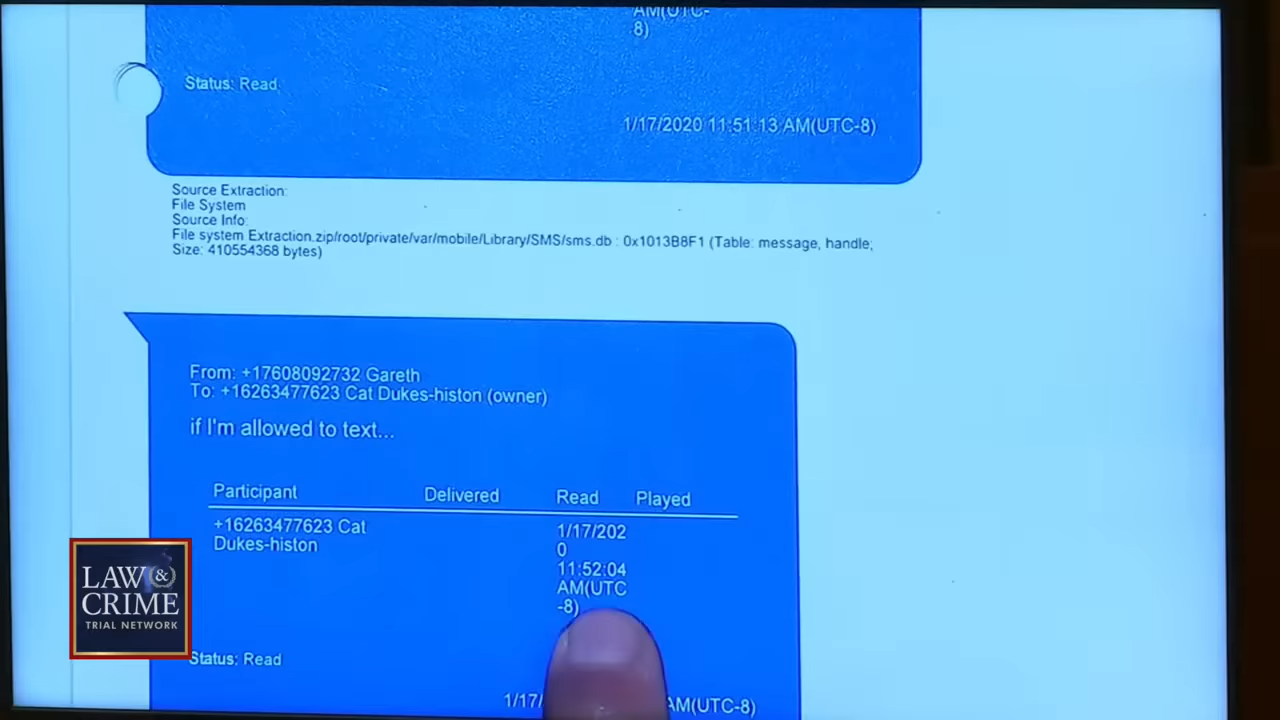 AM(UTC-
8)
Status: Read
1/17/2020 11:51:13 AM(UTC-8)
Source Extraction:
File System
Source Info:
File system Extraction.zip/root/private/var/mobile/Library/SMS/sms.db : 0x1013B8F1 (Table: message, handle;
Size: 410554368 bytes)
From: +17608092732 Gareth
To: +16263477623 Cat Dukes-histon (owner)
if I'm allowed to text...
Participant Delivered Read Played
+16263477623 Cat
Dukes-histon
1/17/202
0
11:52:04
AM(UTC
-8)
Status: Read
1/17/ AM(UTC-8)
LAW &
CRIME
TRIAL NETWORK